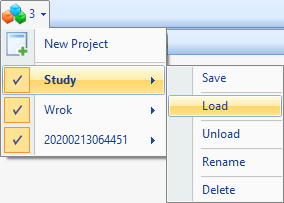 3
New Project
Study
Wrok
20200213064451
Save
Load
Unload
Rename
Delete